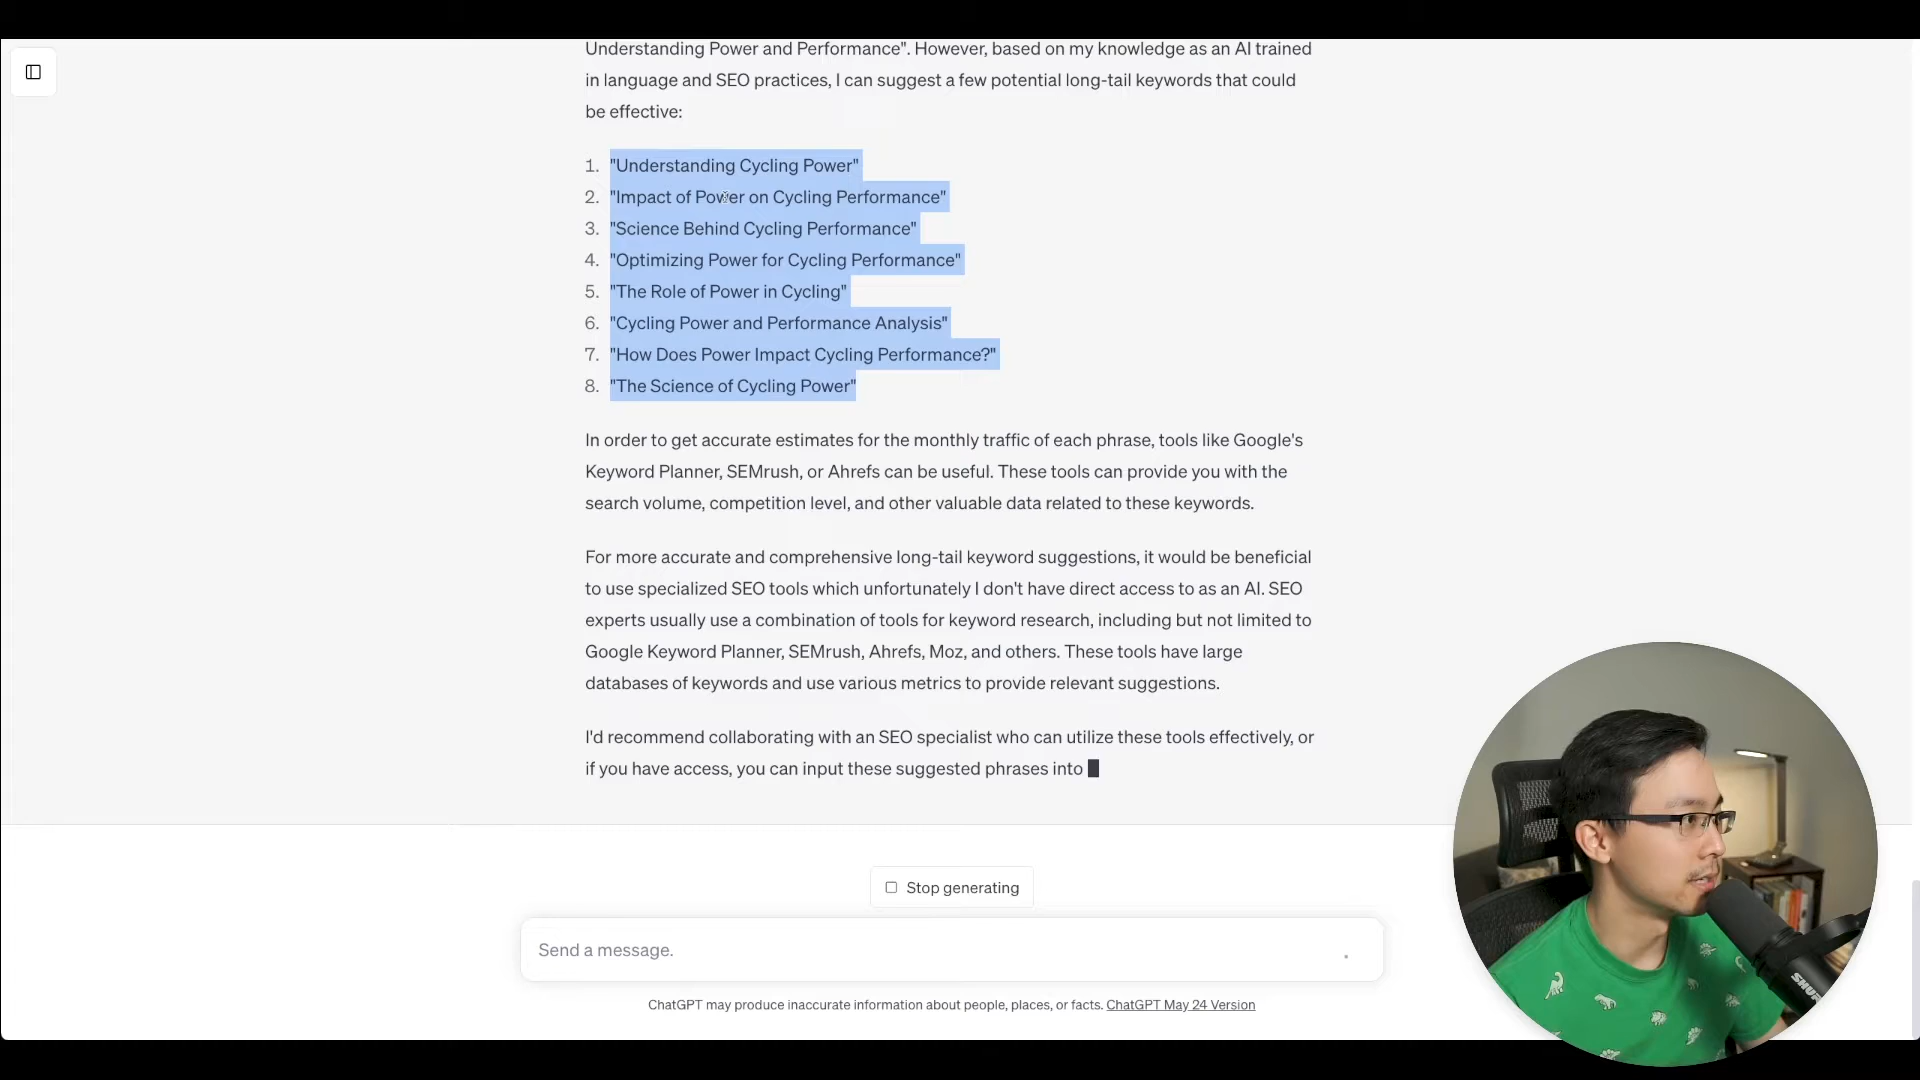 Understanding Power and Performance". However, based on my knowledge as an AI trained
in language and SEO practices, I can suggest a few potential long-tail keywords that could
be effective:
1. "Understanding Cycling Power"
2. "Impact of Power on Cycling Performance"
3. "Science Behind Cycling Performance"
4. "Optimizing Power for Cycling Performance"
5. "The Role of Power in Cycling"
6. "Cycling Power and Performance Analysis"
7. "How Does Power Impact Cycling Performance?"
8. "The Science of Cycling Power"
In order to get accurate estimates for the monthly traffic of each phrase, tools like Google's
Keyword Planner, SEMrush, or Ahrefs can be useful. These tools can provide you with the
search volume, competition level, and other valuable data related to these keywords.
For more accurate and comprehensive long-tail keyword suggestions, it would be beneficial
to use specialized SEO tools which unfortunately I don't have direct access to as an AI. SEO
experts usually use a combination of tools for keyword research, including but not limited to
Google Keyword Planner, SEMrush, Ahrefs, Moz, and others. These tools have large
databases of keywords and use various metrics to provide relevant suggestions.
I'd recommend collaborating with an SEO specialist who can utilize these tools effectively, or
if you have access, you can input these suggested phrases into
Stop generating
Send a message.
ChatGPT may produce inaccurate information about people, places, or facts. ChatGPT May 24 Version